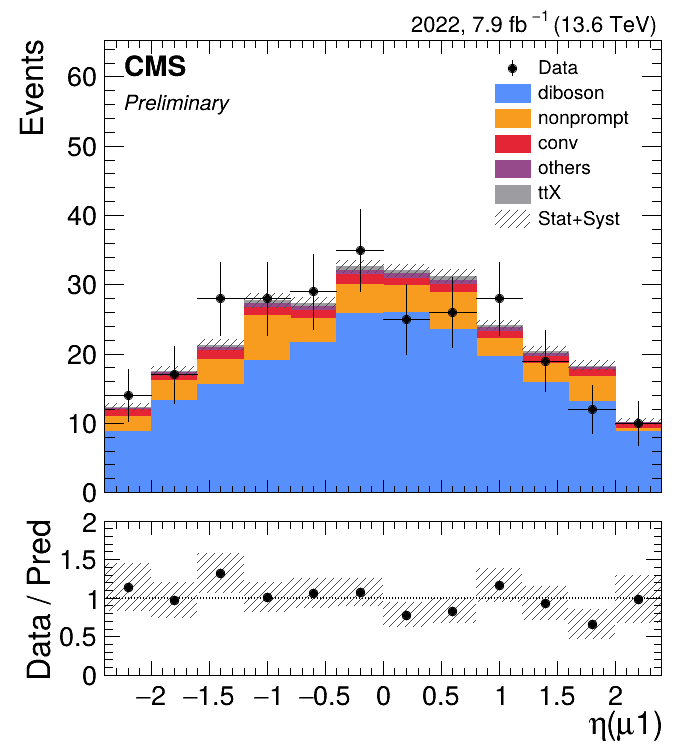 2022, 7.9 fb⁻¹ (13.6 TeV)
CMS
Preliminary
Events
60
50
40
30
20
10
0
Data
diboson
nonprompt
conv
others
ttX
Stat+Syst
Data / Pred
2
1.5
1
0.5
0
−2 −1.5 −1 −0.5 0 0.5 1 1.5 2
η(μ1)